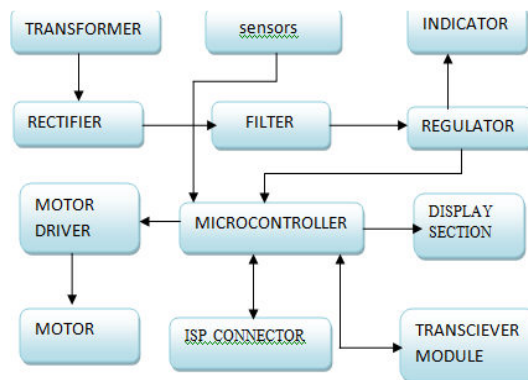 TRANSFORMER
sensors
INDICATOR
RECTIFIER
FILTER
REGULATOR
MOTOR
DRIVER
MICROCONTROLLER
DISPLAY
SECTION
MOTOR
ISP CONNECTOR
TRANSCIEVER
MODULE